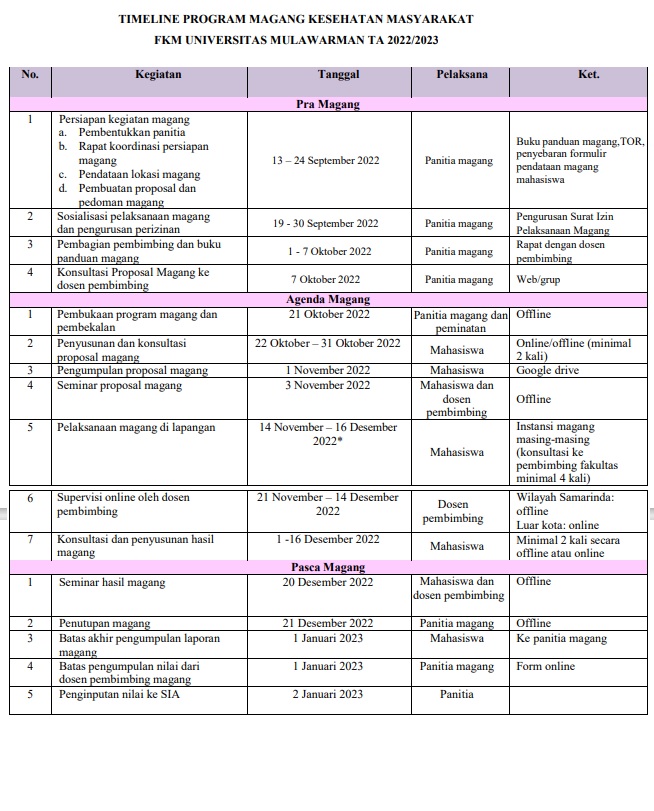 TIMELINE PROGRAM MAGANG KESEHATAN MASYARAKAT
FKM UNIVERSITAS MULAWARMAN TA 2022/2023
No. Kegiatan Tanggal Pelaksana Ket.
Pra Magang
1 Persiapan kegiatan magang
a. Pembentukkan panitia
b. Rapat koordinasi persiapan
magang
c. Pendataan lokasi magang
d. Pembuatan proposal dan
pedoman magang
13 – 24 September 2022
Panitia magang
Buku panduan magang,TOR,
penyebaran formulir
pendataan magang
mahasiswa
2 Sosialisasi pelaksanaan magang
dan pengurusan perizinan
19 - 30 September 2022
Panitia magang
Pengurusan Surat Izin
Pelaksanaan Magang
3 Pembagian pembimbing dan buku
panduan magang
1 - 7 Oktober 2022
Panitia magang
Rapat dengan dosen
pembimbing
4 Konsultasi Proposal Magang ke
dosen pembimbing
7 Oktober 2022
Panitia magang
Web/grup
Agenda Magang
1 Pembukaan program magang dan
pembekalan
21 Oktober 2022
Panitia magang dan
peminatan
Offline
2 Penyusunan dan konsultasi
proposal magang
22 Oktober – 31 Oktober 2022
Mahasiswa
Online/offline (minimal
2 kali)
3 Pengumpulan proposal magang 1 November 2022 Mahasiswa Google drive
4 Seminar proposal magang 3 November 2022
Mahasiswa dan
dosen
pembimbing
Offline
5 Pelaksanaan magang di lapangan
14 November – 16 Desember
2022*
Mahasiswa
Instansi magang
masing-masing
(konsultasi ke
pembimbing fakultas
minimal 4 kali)
6 Supervisi online oleh dosen
pembimbing
21 November – 14 Desember
2022
Dosen
pembimbing
Wilayah Samarinda:
offline
Luar kota: online
7 Konsultasi dan penyusunan hasil
magang
1 -16 Desember 2022
Mahasiswa
Minimal 2 kali secara
offline atau online
Pasca Magang
1 Seminar hasil magang 20 Desember 2022
Mahasiswa dan
dosen pembimbing
Offline
2 Penutupan magang 21 Desember 2022 Panitia magang Offline
3 Batas akhir pengumpulan laporan
magang
1 Januari 2023 Mahasiswa Ke panitia magang
4 Batas pengumpulan nilai dari
dosen pembimbing magang
1 Januari 2023 Panitia magang Form online
5 Penginputan nilai ke SIA 2 Januari 2023 Panitia